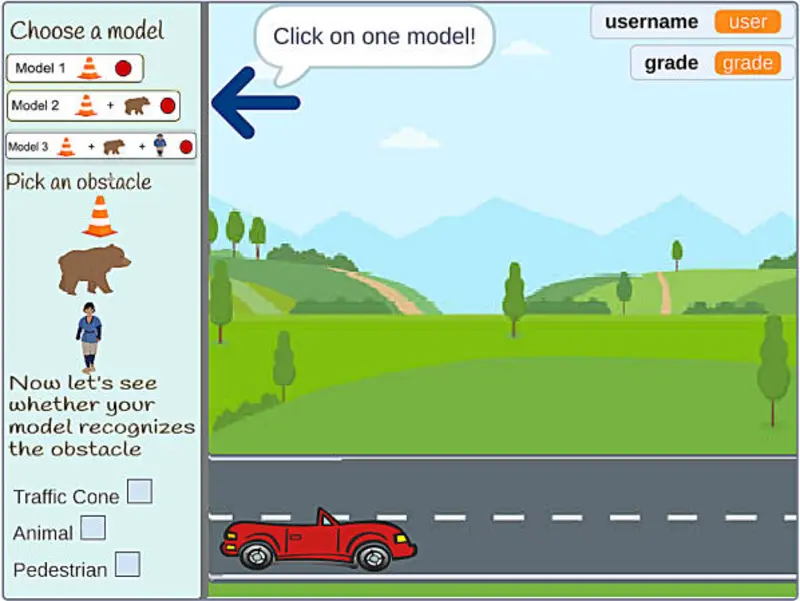 Choose a model
Model 1
Model 2 +
Model 3 + +
Pick an obstacle
Now let's see
whether your
model recognizes
the obstacle
Traffic Cone
Animal
Pedestrian
Click on one model!
username user
grade grade